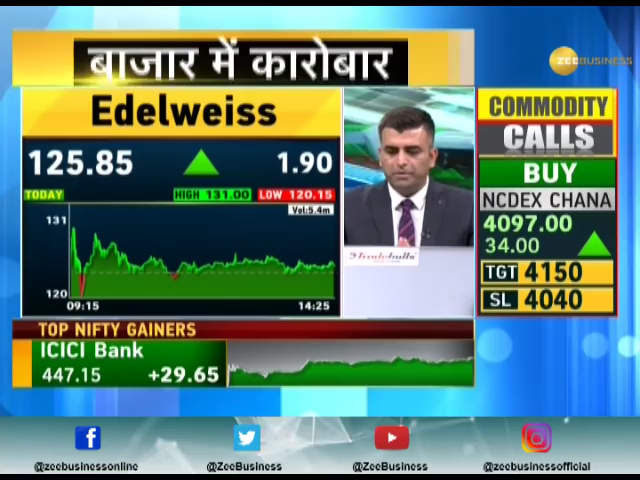 बाजार में कारोबार
ZEE BUSINESS
Edelweiss
125.85 1.90
TODAY HIGH 131.00 LOW 120.15
Vol:5.4m
131
120
09:15 14:25
Tradebulls
COMMODITY
CALLS
BUY
NCDEX CHANA
4097.00
34.00
TGT 4150
SL 4040
TOP NIFTY GAINERS
ICICI Bank
447.15 +29.65
@zeebusinessonline @ZeeBusiness @ZeeBusiness @zeebusinessofficial